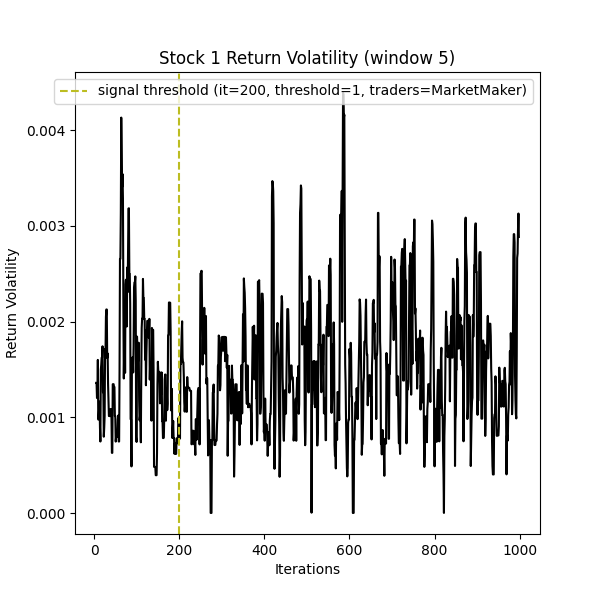 Stock 1 Return Volatility (window 5)
signal threshold (it=200, threshold=1, traders=MarketMaker)
0.004
0.003
0.002
0.001
0.000
Return Volatility
0 200 400 600 800 1000
Iterations